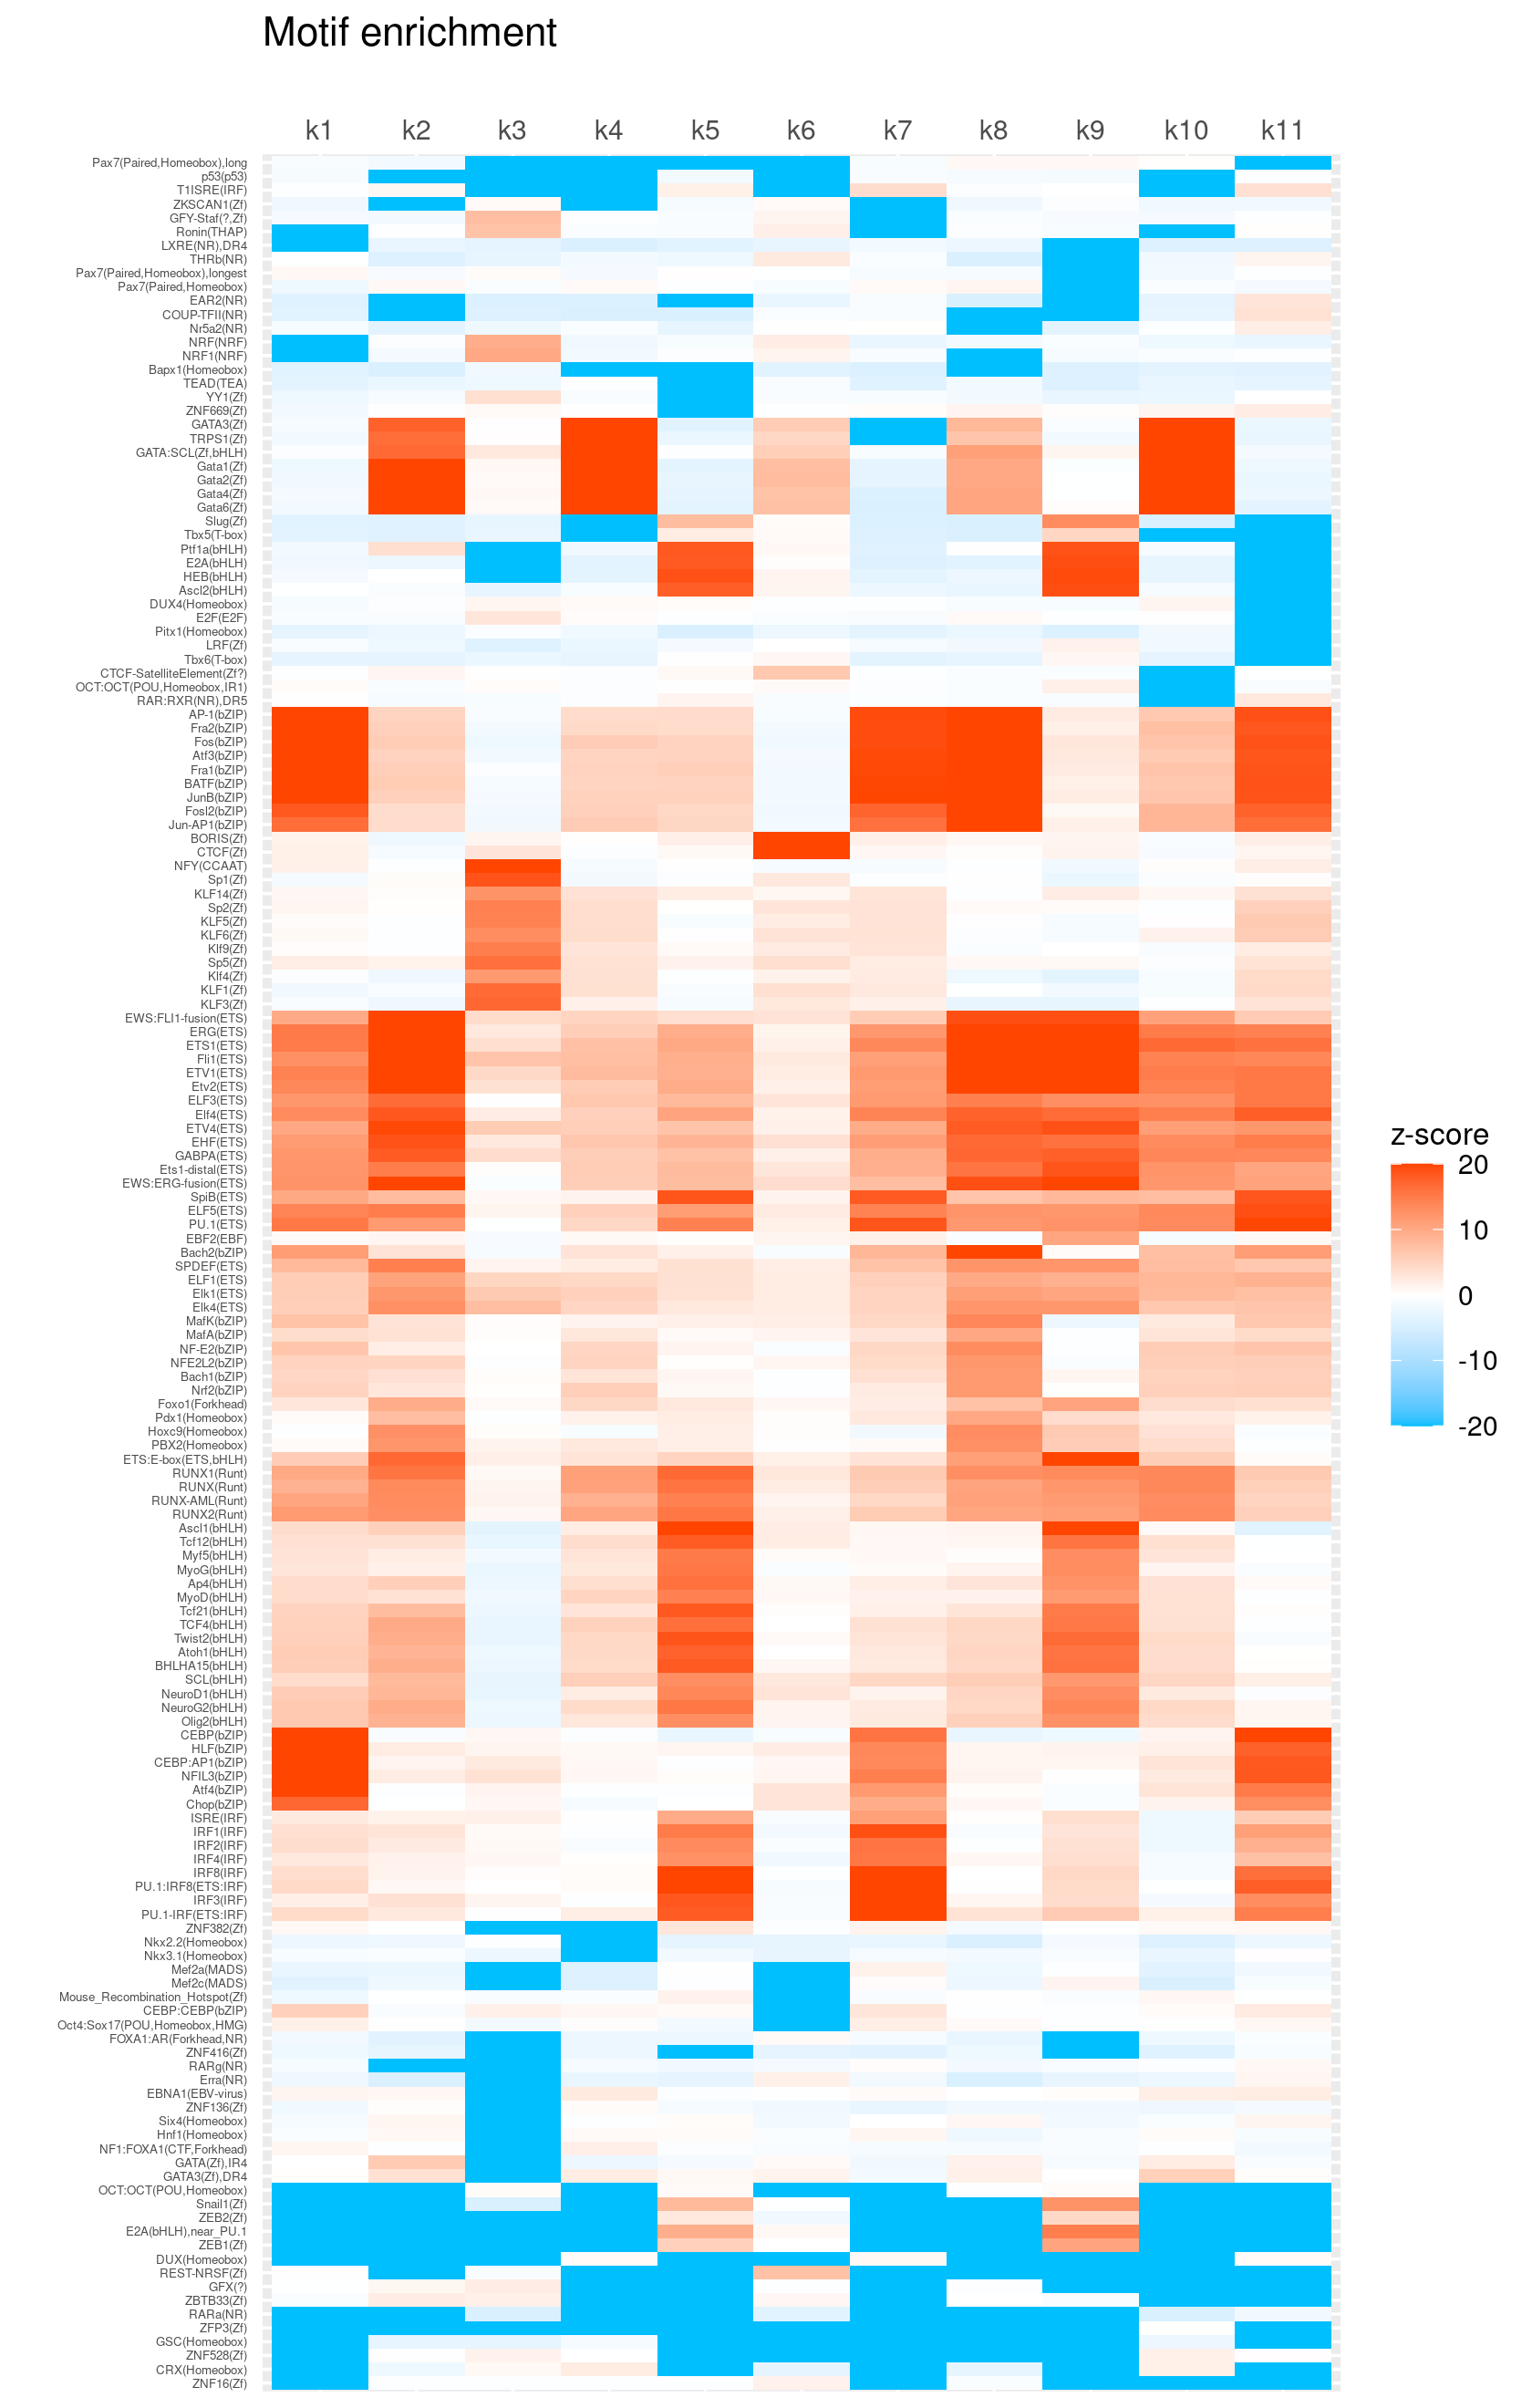 Motif enrichment
k1 k2 k3 k4 k5 k6 k7 k8 k9 k10 k11
Pax7(Paired,Homeobox),long
p53(p53)
T1ISRE(IRF)
ZKSCAN1(Zf)
GFY-Staf(?,Zf)
Ronin(THAP)
LXRE(NR),DR4
THRb(NR)
Pax7(Paired,Homeobox),longest
Pax7(Paired,Homeobox)
EAR2(NR)
COUP-TFII(NR)
Nr5a2(NR)
NRF(NRF)
NRF1(NRF)
Bapx1(Homeobox)
TEAD(TEA)
YY1(Zf)
ZNF669(Zf)
GATA3(Zf)
TRPS1(Zf)
GATA:SCL(Zf,bHLH)
Gata1(Zf)
Gata2(Zf)
Gata4(Zf)
Gata6(Zf)
Slug(Zf)
Tbx5(T-box)
Ptf1a(bHLH)
E2A(bHLH)
HEB(bHLH)
Ascl2(bHLH)
DUX4(Homeobox)
E2F(E2F)
Pitx1(Homeobox)
LRF(Zf)
Tbx6(T-box)
CTCF-SatelliteElement(Zf?)
OCT:OCT(POU,Homeobox,IR1)
RAR:RXR(NR),DR5
AP-1(bZIP)
Fra2(bZIP)
Fos(bZIP)
Atf3(bZIP)
Fra1(bZIP)
BATF(bZIP)
JunB(bZIP)
Fosl2(bZIP)
Jun-AP1(bZIP)
BORIS(Zf)
CTCF(Zf)
NFY(CCAAT)
Sp1(Zf)
KLF14(Zf)
Sp2(Zf)
KLF5(Zf)
KLF6(Zf)
Klf9(Zf)
Sp5(Zf)
Klf4(Zf)
KLF1(Zf)
KLF3(Zf)
EWS:FLI1-fusion(ETS)
ERG(ETS)
ETS1(ETS)
Fli1(ETS)
ETV1(ETS)
Etv2(ETS)
ELF3(ETS)
Elf4(ETS)
ETV4(ETS)
EHF(ETS)
GABPA(ETS)
Ets1-distal(ETS)
EWS:ERG-fusion(ETS)
SpiB(ETS)
ELF5(ETS)
PU.1(ETS)
EBF2(EBF)
Bach2(bZIP)
SPDEF(ETS)
ELF1(ETS)
Elk1(ETS)
Elk4(ETS)
MafK(bZIP)
MafA(bZIP)
NF-E2(bZIP)
NFE2L2(bZIP)
Bach1(bZIP)
Nrf2(bZIP)
Foxo1(Forkhead)
Pdx1(Homeobox)
Hoxc9(Homeobox)
PBX2(Homeobox)
ETS:E-box(ETS,bHLH)
RUNX1(Runt)
RUNX(Runt)
RUNX-AML(Runt)
RUNX2(Runt)
Ascl1(bHLH)
Tcf12(bHLH)
Myf5(bHLH)
MyoG(bHLH)
Ap4(bHLH)
MyoD(bHLH)
Tcf21(bHLH)
TCF4(bHLH)
Twist2(bHLH)
Atoh1(bHLH)
BHLHA15(bHLH)
SCL(bHLH)
NeuroD1(bHLH)
NeuroG2(bHLH)
Olig2(bHLH)
CEBP(bZIP)
HLF(bZIP)
CEBP:AP1(bZIP)
NFIL3(bZIP)
Atf4(bZIP)
Chop(bZIP)
ISRE(IRF)
IRF1(IRF)
IRF2(IRF)
IRF4(IRF)
IRF8(IRF)
PU.1:IRF8(ETS:IRF)
IRF3(IRF)
PU.1-IRF(ETS:IRF)
ZNF382(Zf)
Nkx2.2(Homeobox)
Nkx3.1(Homeobox)
Mef2a(MADS)
Mef2c(MADS)
Mouse_Recombination_Hotspot(Zf)
CEBP:CEBP(bZIP)
Oct4:Sox17(POU,Homeobox,HMG)
FOXA1:AR(Forkhead,NR)
ZNF416(Zf)
RARg(NR)
Erra(NR)
EBNA1(EBV-virus)
ZNF136(Zf)
Six4(Homeobox)
Hnf1(Homeobox)
NF1:FOXA1(CTF,Forkhead)
GATA(Zf),IR4
GATA3(Zf),DR4
OCT:OCT(POU,Homeobox)
Snail1(Zf)
ZEB2(Zf)
E2A(bHLH),near_PU.1
ZEB1(Zf)
DUX(Homeobox)
REST-NRSF(Zf)
GFX(?)
ZBTB33(Zf)
RARa(NR)
ZFP3(Zf)
GSC(Homeobox)
ZNF528(Zf)
CRX(Homeobox)
ZNF16(Zf)
z-score
20
10
0
-10
-20